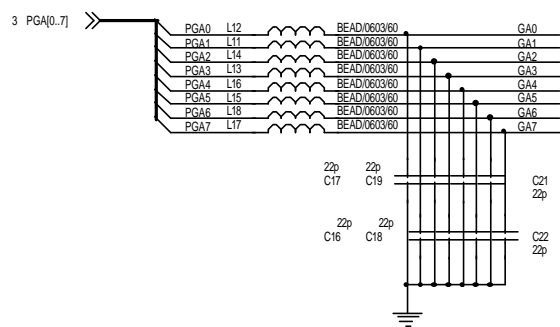 3 PGA[0..7]
PGA0 L12 BEAD/0603/60 GA0
PGA1 L11 BEAD/0603/60 GA1
PGA2 L14 BEAD/0603/60 GA2
PGA3 L13 BEAD/0603/60 GA3
PGA4 L16 BEAD/0603/60 GA4
PGA5 L15 BEAD/0603/60 GA5
PGA6 L18 BEAD/0603/60 GA6
PGA7 L17 BEAD/0603/60 GA7
22p 22p
C17 C19 C21
22p
22p 22p
C16 C18 C22
22p